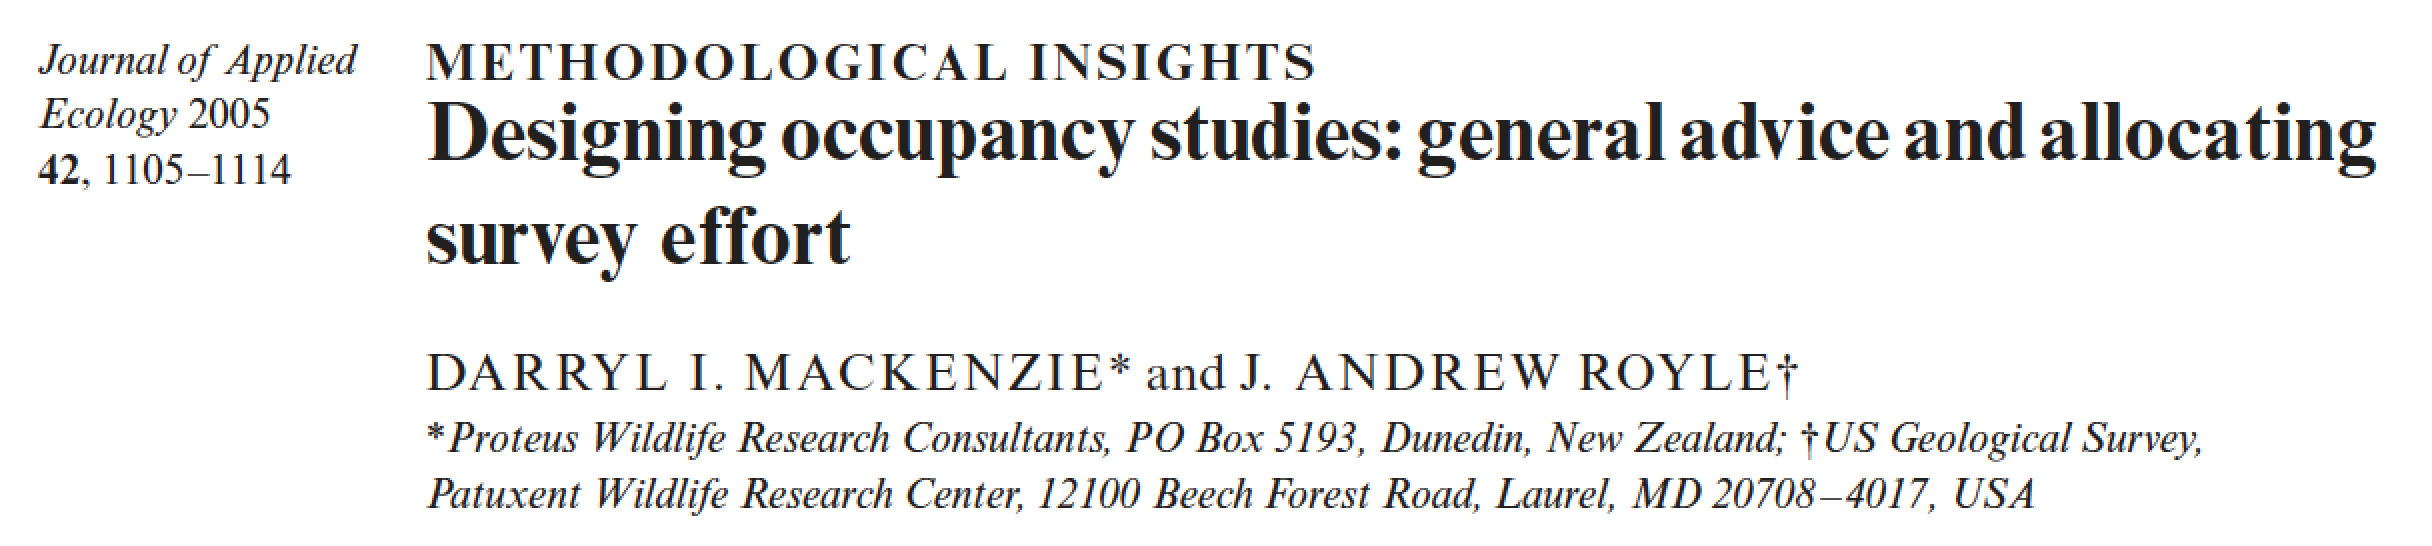 Journal of Applied
Ecology 2005
42, 1105–1114
METHODOLOGICAL INSIGHTS
Designing occupancy studies: general advice and allocating
survey effort
DARRYL I. MACKENZIE* and J. ANDREW ROYLE†
*Proteus Wildlife Research Consultants, PO Box 5193, Dunedin, New Zealand; †US Geological Survey,
Patuxent Wildlife Research Center, 12100 Beech Forest Road, Laurel, MD 20708–4017, USA